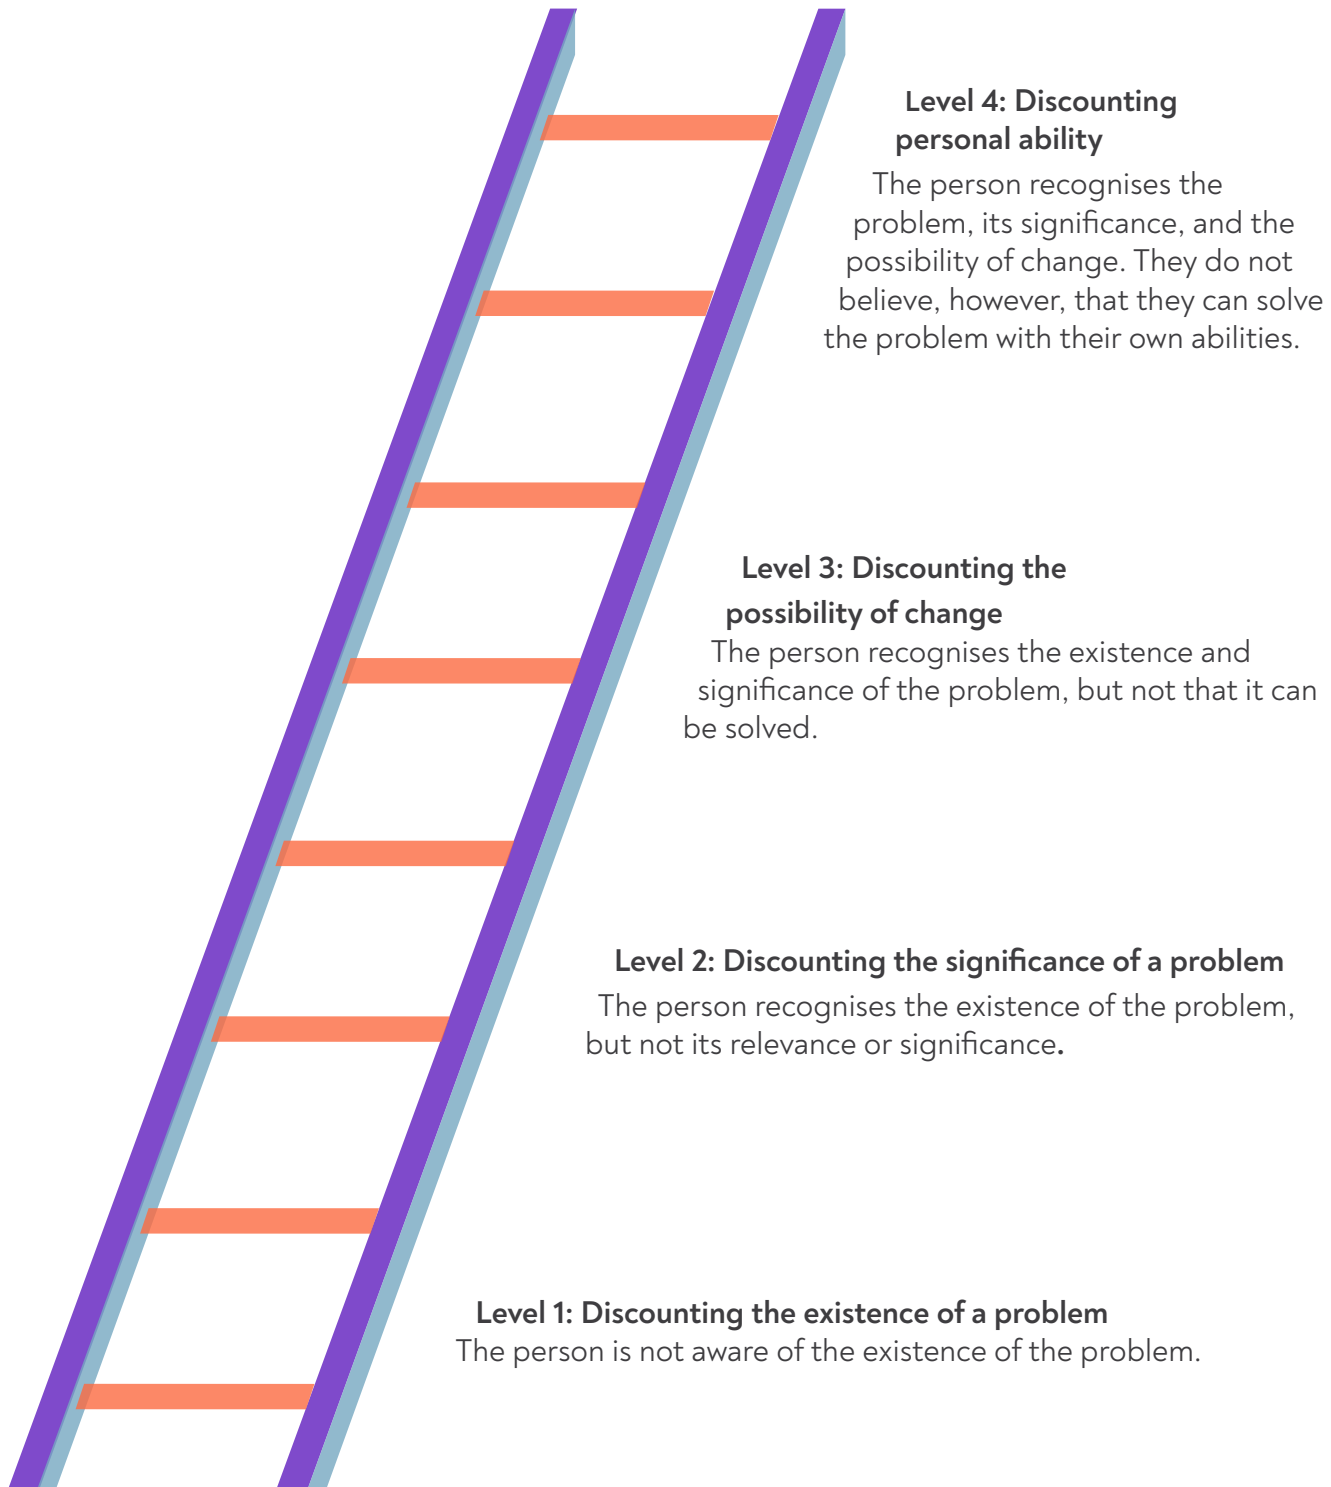 Level 4: Discounting
personal ability
The person recognises the
problem, its significance, and the
possibility of change. They do not
believe, however, that they can solve
the problem with their own abilities.
Level 3: Discounting the
possibility of change
The person recognises the existence and
significance of the problem, but not that it can
be solved.
Level 2: Discounting the significance of a problem
The person recognises the existence of the problem,
but not its relevance or significance.
Level 1: Discounting the existence of a problem
The person is not aware of the existence of the problem.